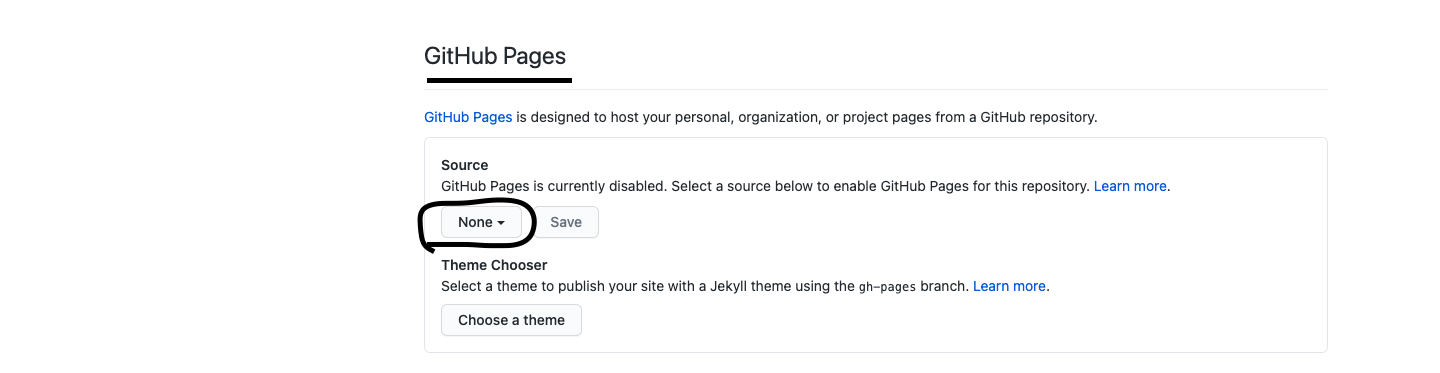 GitHub Pages
GitHub Pages is designed to host your personal, organization, or project pages from a GitHub repository.
Source
GitHub Pages is currently disabled. Select a source below to enable GitHub Pages for this repository. Learn more.
None Save
Theme Chooser
Select a theme to publish your site with a Jekyll theme using the gh-pages branch. Learn more.
Choose a theme